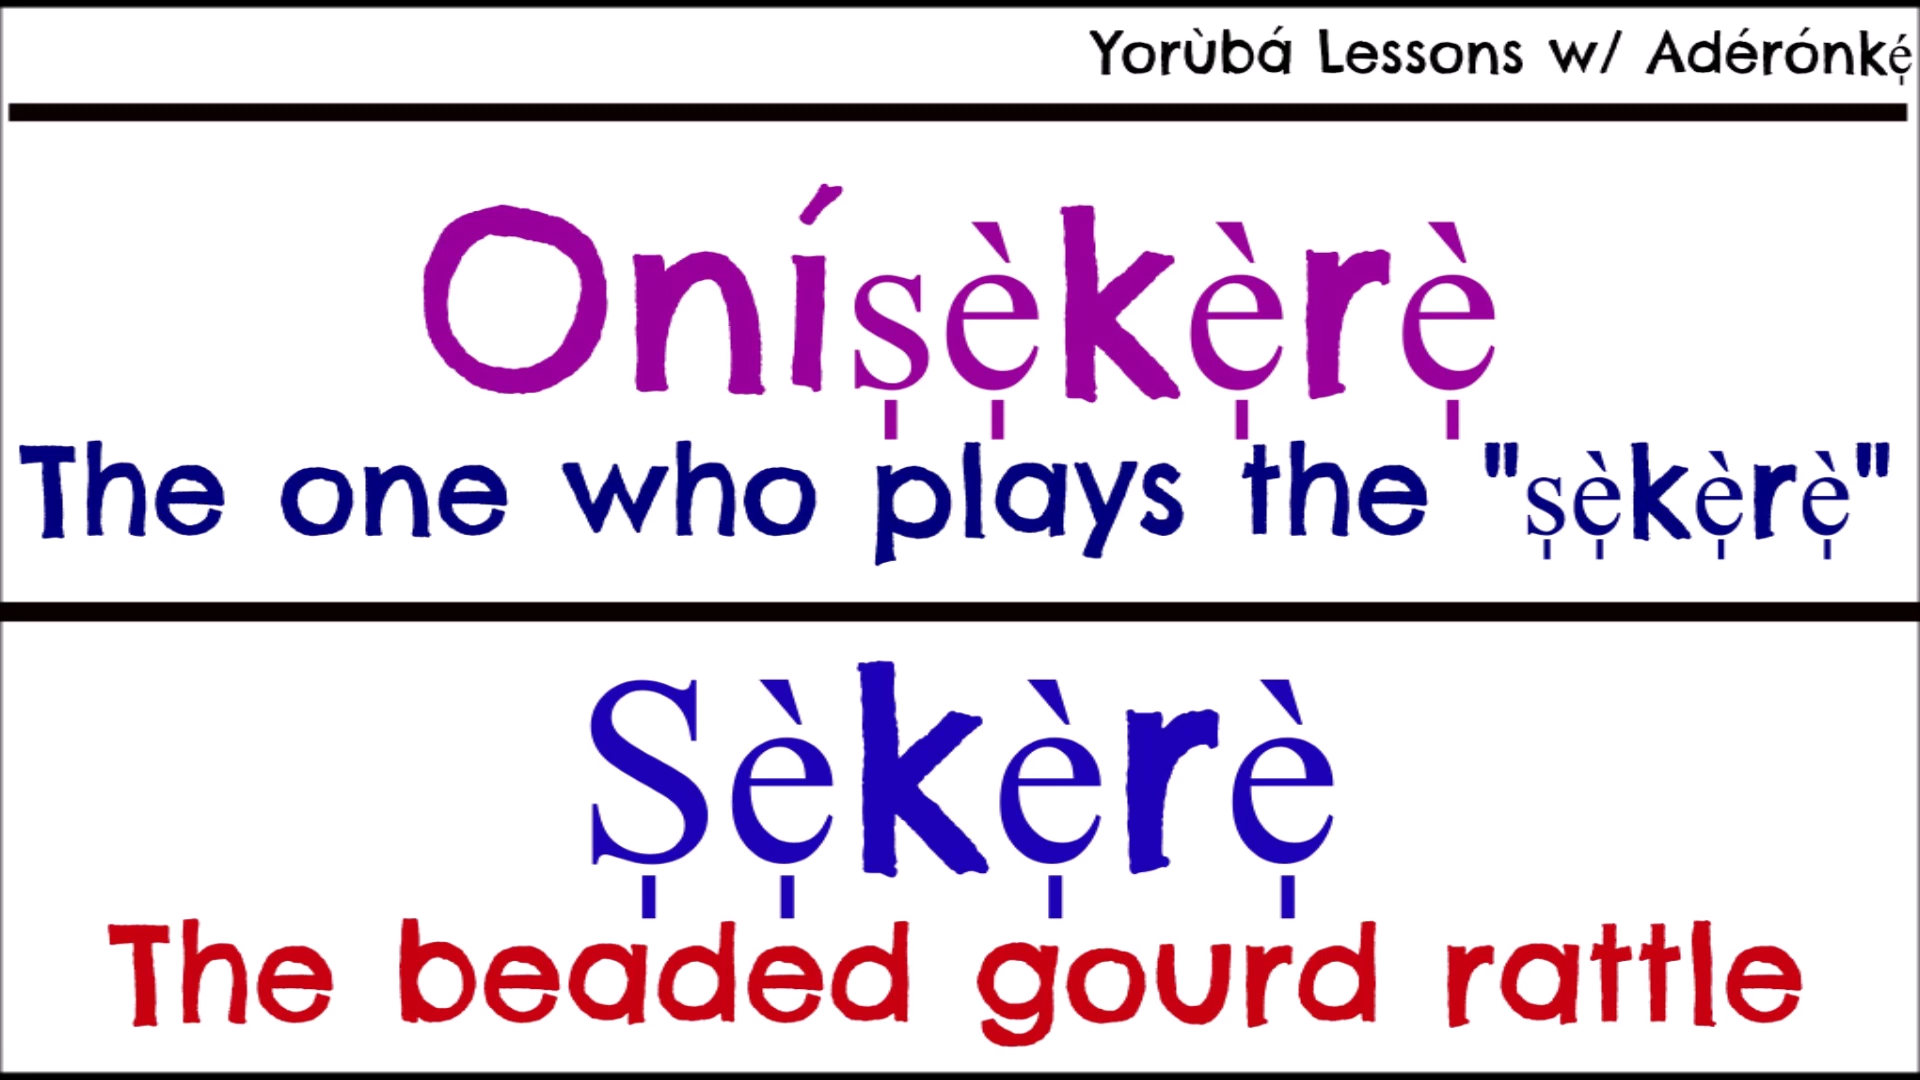 Yorùbá Lessons w/ Adérónkẹ́
Oníṣẹ̀kẹ̀rẹ̀
The one who plays the "ṣẹ̀kẹ̀rẹ̀"
Ṣẹ̀kẹ̀rẹ̀
The beaded gourd rattle